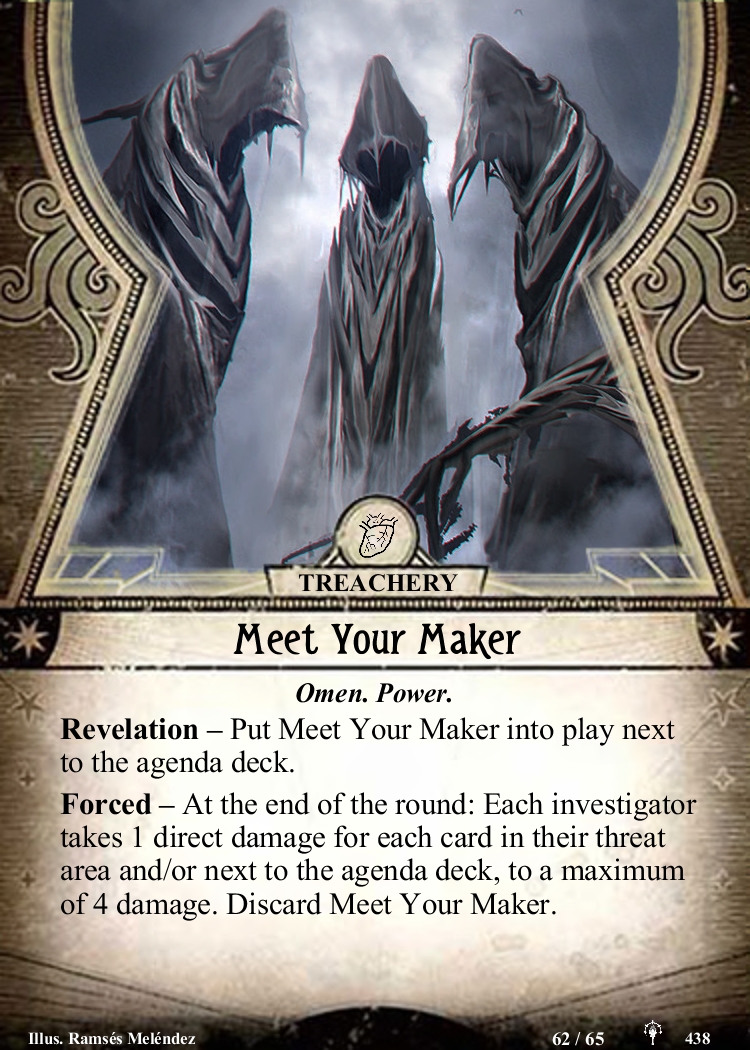 TREACHERY
Meet Your Maker
Omen. Power.
Revelation – Put Meet Your Maker into play next
to the agenda deck.
Forced – At the end of the round: Each investigator
takes 1 direct damage for each card in their threat
area and/or next to the agenda deck, to a maximum
of 4 damage. Discard Meet Your Maker.
Illus. Ramsés Meléndez 62 / 65 438